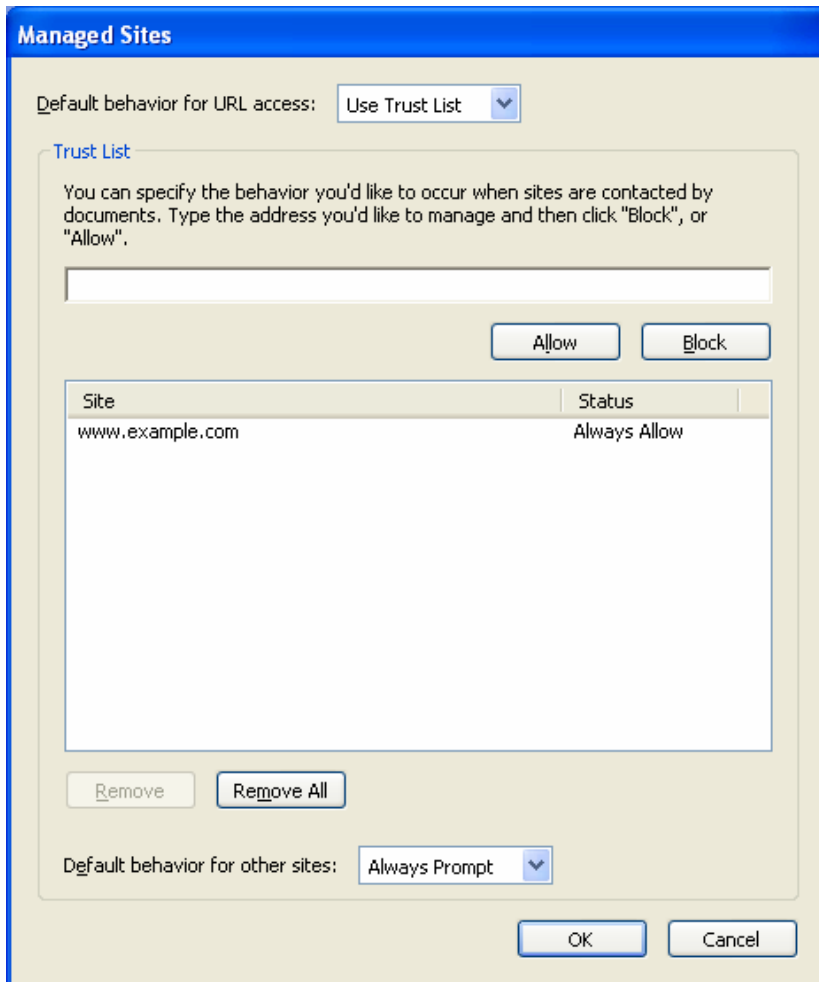 Managed Sites
Default behavior for URL access: Use Trust List
Trust List
You can specify the behavior you'd like to occur when sites are contacted by
documents. Type the address you'd like to manage and then click "Block", or
"Allow".
Allow Block
Site Status
www.example.com Always Allow
Remove Remove All
Default behavior for other sites: Always Prompt
OK Cancel